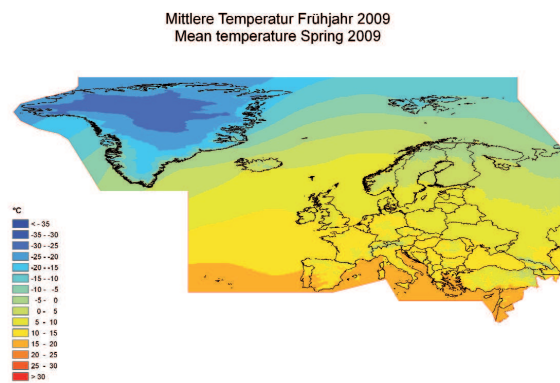 Mittlere Temperatur Frühjahr 2009
Mean temperature Spring 2009
°C
< -35
-35 - -30
-30 - -25
-25 - -20
-20 - -15
-15 - -10
-10 - -5
-5 - 0
0 - 5
5 - 10
10 - 15
15 - 20
20 - 25
25 - 30
> 30